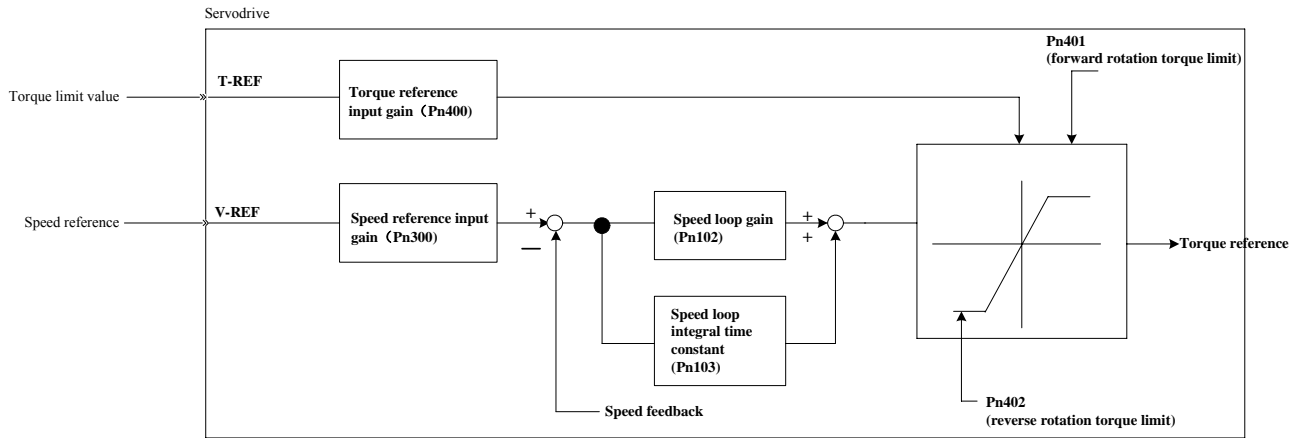 Servodrive
Pn401
(forward rotation torque limit)
T-REF
Torque limit value
Torque reference
input gain（Pn400）
V-REF
Speed reference
Speed reference input
gain（Pn300）
+
—
Speed loop gain
(Pn102)
+
+
Torque reference
Speed loop
integral time
constant
(Pn103)
Speed feedback
Pn402
(reverse rotation torque limit)